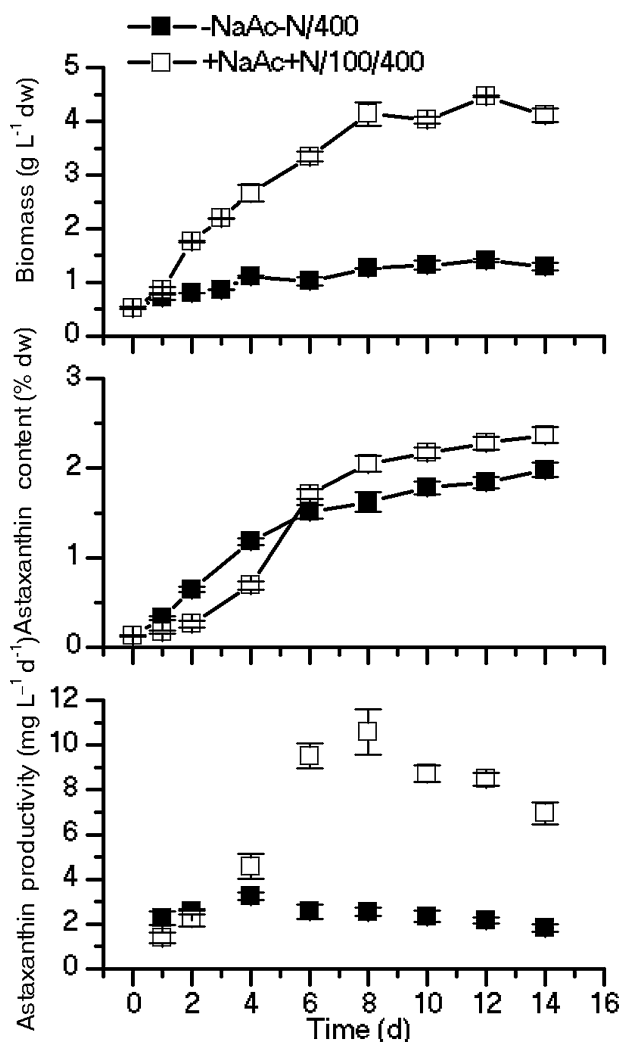 -NaAc-N/400
+NaAc+N/100/400
Biomass (g L⁻¹ dw)
5
4
3
2
1
0
Astaxanthin content (% dw)
3
2
1
0
Astaxanthin productivity (mg L⁻¹ d⁻¹)
12
10
8
6
4
2
0
0 2 4 6 8 10 12 14 16
Time (d)